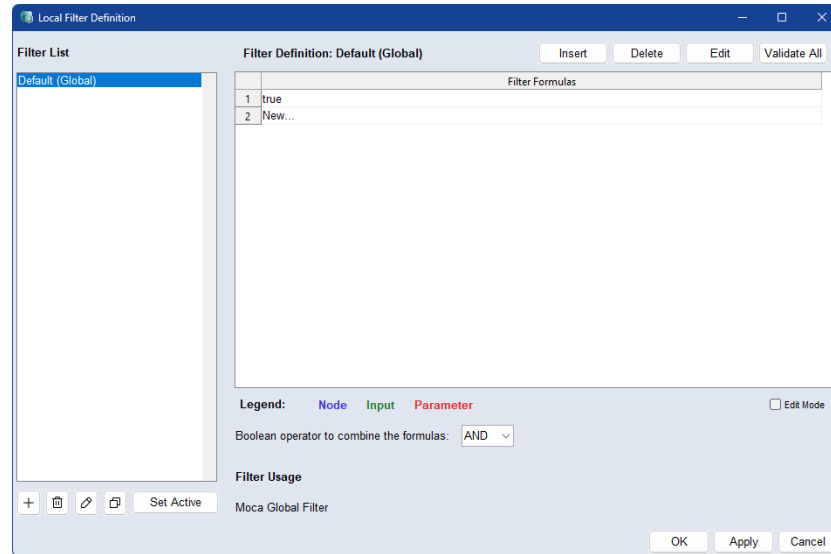 Local Filter Definition
Filter List
Default (Global)
Set Active
Filter Definition: Default (Global)
Insert Delete Edit Validate All
Filter Formulas
1 true
2 New...
Legend: Node Input Parameter
Edit Mode
Boolean operator to combine the formulas: AND
Filter Usage
Moca Global Filter
OK Apply Cancel